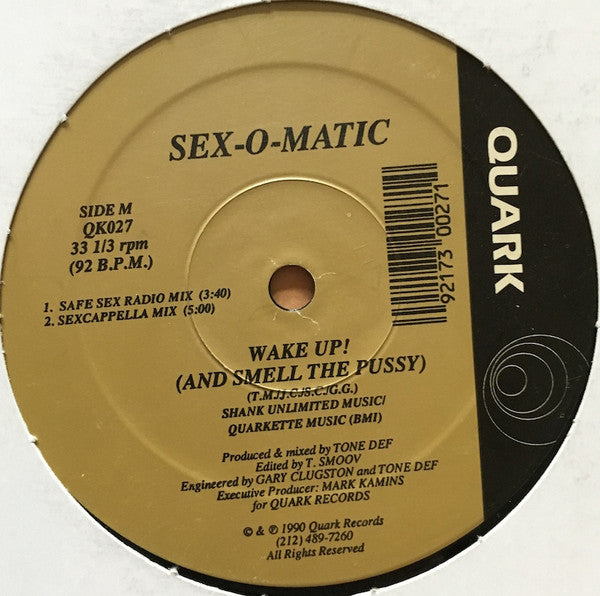 SEX-O-MATIC
QUARK
SIDE M
QK027
33 1/3 rpm
(92 B.P.M.)
92173 00271
1. SAFE SEX RADIO MIX (3:40)
2. SEXCAPPELLA MIX (5:00)
WAKE UP!
(AND SMELL THE PUSSY)
(T.M./J.C./S.C./G.G.)
SHANK UNLIMITED MUSIC/
QUARKETTE MUSIC (BMI)
Produced & mixed by TONE DEF
Edited by T. SMOOV
Engineered by GARY CLUGSTON and TONE DEF
Executive Producer: MARK KAMINS
for QUARK RECORDS
© & ℗ 1990 Quark Records
(212) 489-7260
All Rights Reserved